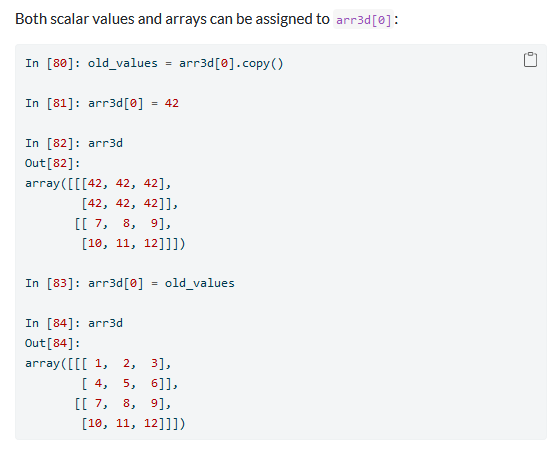 Both scalar values and arrays can be assigned to arr3d[0]:
In [80]: old_values = arr3d[0].copy()
In [81]: arr3d[0] = 42
In [82]: arr3d
Out[82]:
array([[[42, 42, 42],
        [42, 42, 42]],
       [[ 7,  8,  9],
        [10, 11, 12]]])
In [83]: arr3d[0] = old_values
In [84]: arr3d
Out[84]:
array([[[ 1,  2,  3],
        [ 4,  5,  6]],
       [[ 7,  8,  9],
        [10, 11, 12]]])